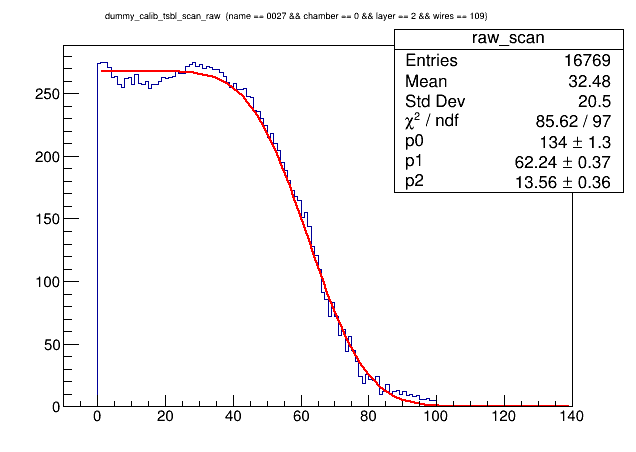 dummy_calib_tsbl_scan_raw (name == 0027 && chamber == 0 && layer == 2 && wires == 109)
raw_scan
Entries 16769
Mean 32.48
Std Dev 20.5
χ² / ndf 85.62 / 97
p0 134 ± 1.3
p1 62.24 ± 0.37
p2 13.56 ± 0.36
250
200
150
100
50
0
0 20 40 60 80 100 120 140